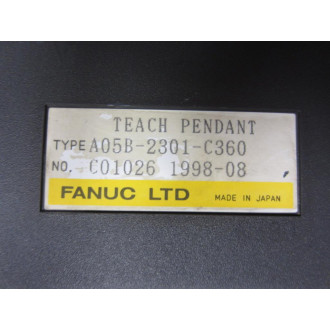 TEACH PENDANT
TYPE A05B-2301-C360
NO. C01026 1998-08
FANUC LTD MADE IN JAPAN